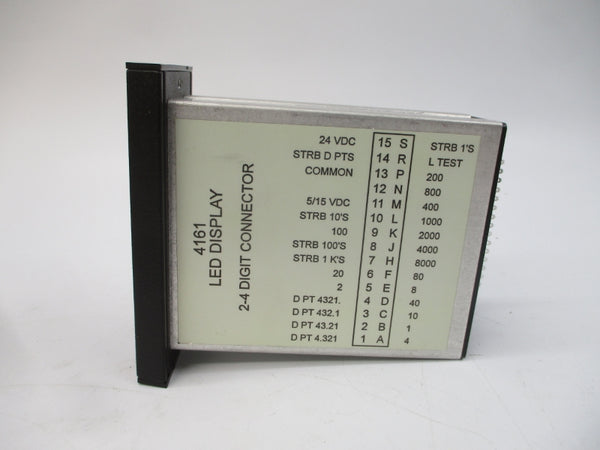 4161
LED DISPLAY
2-4 DIGIT CONNECTOR
24 VDC 15 S STRB 1'S
STRB D PTS 14 R L TEST
COMMON 13 P 200
12 N 800
5/15 VDC 11 M 400
STRB 10'S 10 L 1000
100 9 K 2000
STRB 100'S 8 J 4000
STRB 1 K'S 7 H 8000
20 6 F 80
2 5 E 8
D PT 4321. 4 D 40
D PT 432.1 3 C 10
D PT 43.21 2 B 1
D PT 4.321 1 A 4